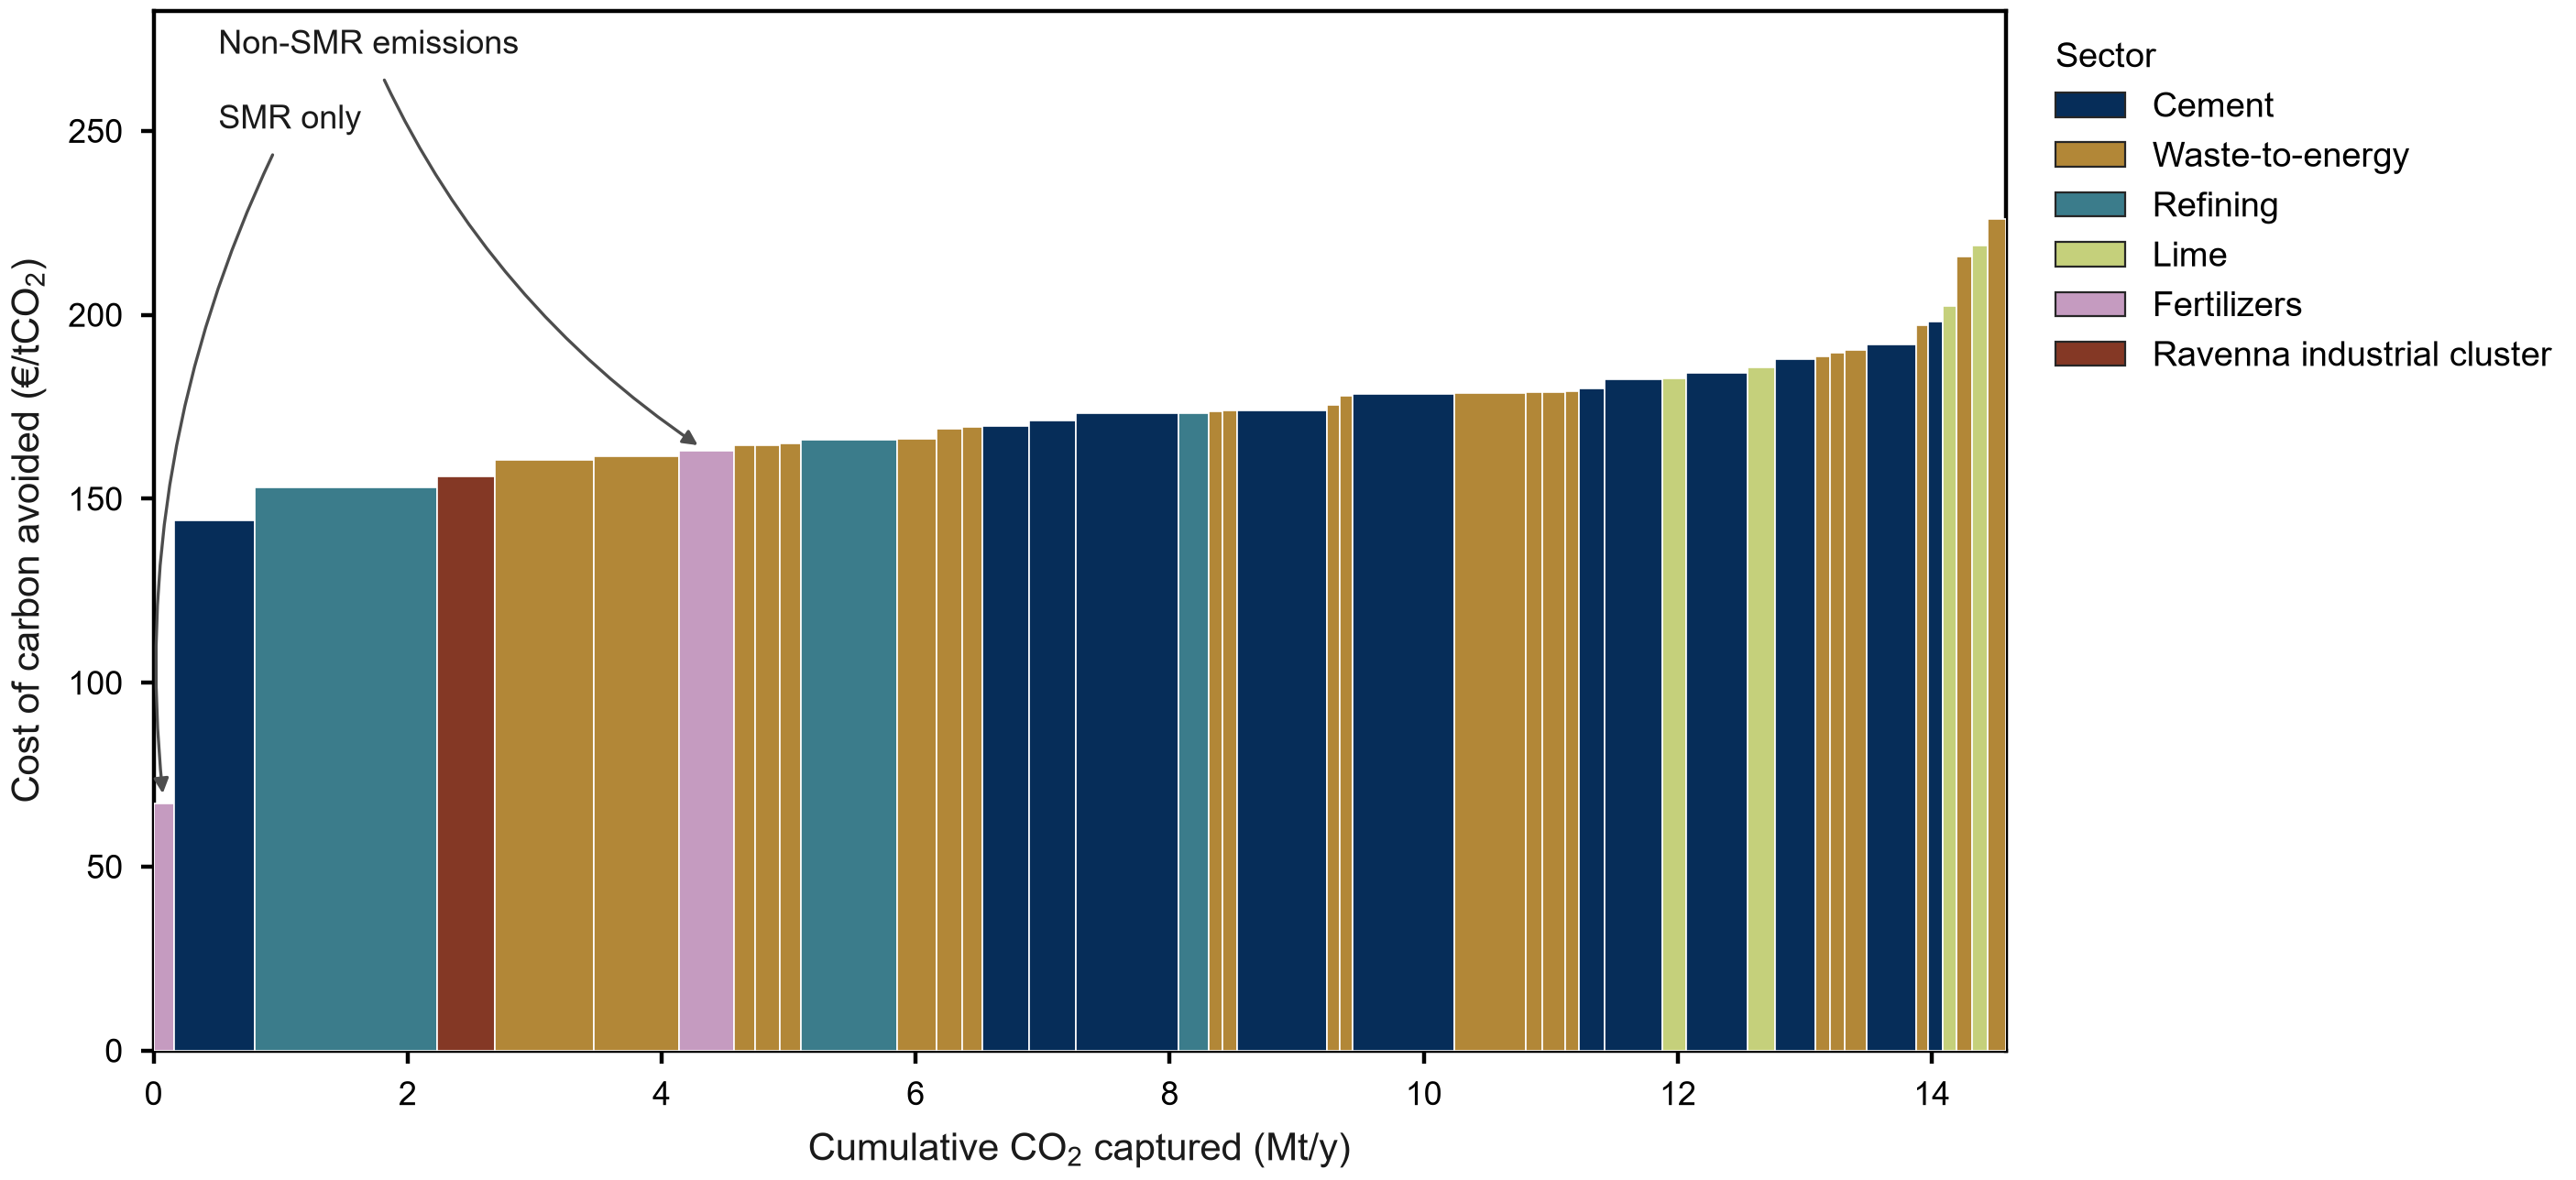 Non-SMR emissions
SMR only
Cost of carbon avoided (€/tCO₂)
250
200
150
100
50
0
0 2 4 6 8 10 12 14
Cumulative CO₂ captured (Mt/y)
Sector
Cement
Waste-to-energy
Refining
Lime
Fertilizers
Ravenna industrial cluster